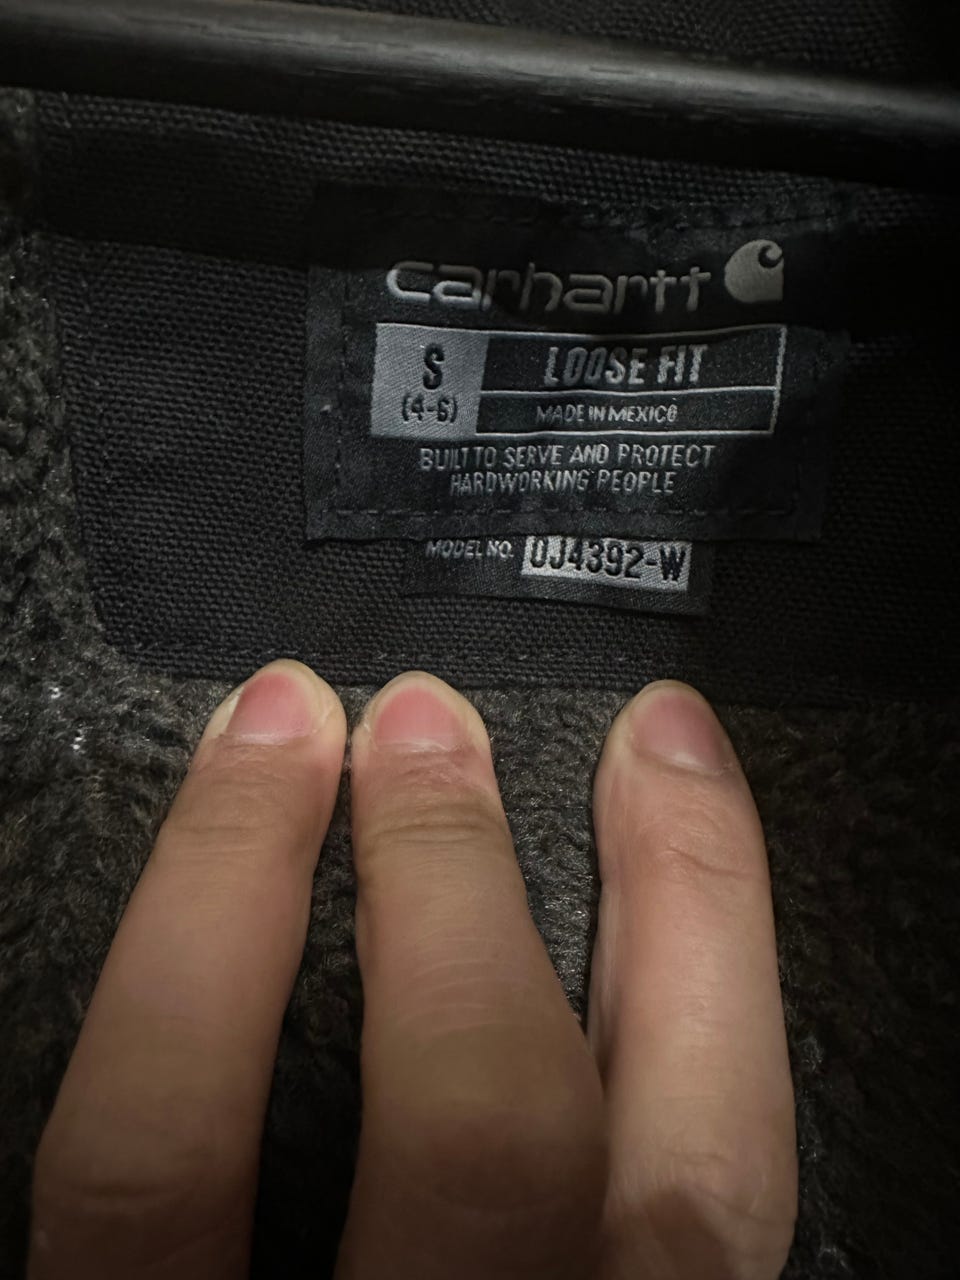 carhartt
S
(4-6)
LOOSE FIT
MADE IN MEXICO
BUILT TO SERVE AND PROTECT
HARDWORKING PEOPLE
MODEL NO. OJ4392-W